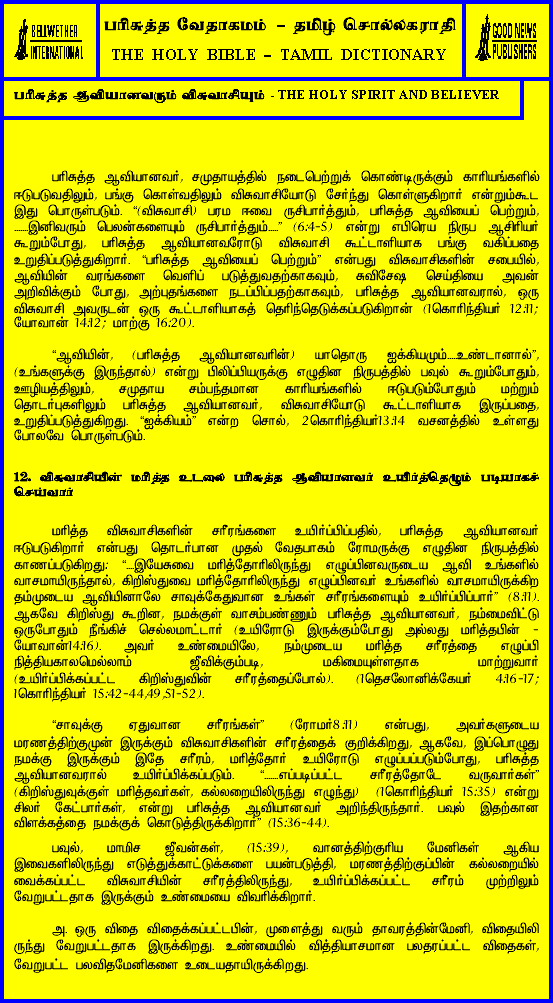 BELLWETHER
INTERNATIONAL
பரிசுத்த வேதாகமம் – தமிழ் சொல்லகராதி
THE HOLY BIBLE – TAMIL DICTIONARY
GOOD NEWS
PUBLISHERS
பரிசுத்த ஆவியானவரும் விசுவாசியும் - THE HOLY SPIRIT AND BELIEVER
பரிசுத்த ஆவியானவர், சமுதாயத்தில் நடைபெற்றுக் கொண்டிருக்கும் காரியங்களில்
ஈடுபடுவதிலும், பங்கு கொள்வதிலும் விசுவாசியோடு சேர்ந்து கொள்ளுகிறார் என்றும்கூட
இது பொருள்படும். “(விசுவாசி) பரம ஈவை ருசிபார்த்தும், பரிசுத்த ஆவியைப் பெற்றும்,
.......இனிவரும் பெலன்களையும் ருசிபார்த்தும்.....” (6:4-5) என்று எபிரெய நிருப ஆசிரியர்
கூறும்போது, பரிசுத்த ஆவியானவரோடு விசுவாசி கூட்டாளியாக பங்கு வகிப்பதை
உறுதிப்படுத்துகிறார். “பரிசுத்த ஆவியைப் பெற்றும்” என்பது விசுவாசிகளின் சபையில்,
ஆவியின் வரங்களை வெளிப் படுத்துவதற்காகவும், சுவிசேஷ செய்தியை அவன்
அறிவிக்கும் போது, அற்புதங்களை நடப்பிப்பதற்காகவும், பரிசுத்த ஆவியானவரால், ஒரு
விசுவாசி அவருடன் ஒரு கூட்டாளியாகத் தெரிந்தெடுக்கப்படுகிறான் (1கொரிந்தியர் 12:11;
யோவான் 14:12; மாற்கு 16:20).
“ஆவியின், (பரிசுத்த ஆவியானவரின்) யாதொரு ஐக்கியமும்.....உண்டானால்”,
(உங்களுக்கு இருந்தால்) என்று பிலிப்பியருக்கு எழுதின நிருபத்தில் பவுல் கூறும்போதும்,
ஊழியத்திலும், சமுதாய சம்பந்தமான காரியங்களில் ஈடுபடும்போதும் மற்றும்
தொடர்புகளிலும் பரிசுத்த ஆவியானவர், விசுவாசியோடு கூட்டாளியாக இருப்பதை,
உறுதிப்படுத்துகிறது. “ஐக்கியம்” என்ற சொல், 2கொரிந்தியர்13:14 வசனத்தில் உள்ளது
போலவே பொருள்படும்.
12. விசுவாசியின் மரித்த உடலை பரிசுத்த ஆவியானவர் உயிர்த்தெழும் படியாகச்
செய்வார்
மரித்த விசுவாசிகளின் சரீரங்களை உயிர்ப்பிப்பதில், பரிசுத்த ஆவியானவர்
ஈடுபடுகிறார் என்பது தொடர்பான முதல் வேதபாகம் ரோமருக்கு எழுதின நிருபத்தில்
காணப்படுகிறது: “....இயேசுவை மரித்தோரிலிருந்து எழுப்பினவருடைய ஆவி உங்களில்
வாசமாயிருந்தால், கிறிஸ்துவை மரித்தோரிலிருந்து எழுப்பினவர் உங்களில் வாசமாயிருக்கிற
தம்முடைய ஆவியினாலே சாவுக்கேதுவான உங்கள் சரீரங்களையும் உயிர்ப்பிப்பார்” (8:11).
ஆகவே கிறிஸ்து கூறின, நமக்குள் வாசம்பண்ணும் பரிசுத்த ஆவியானவர், நம்மைவிட்டு
ஒருபோதும் நீங்கிச் செல்லமாட்டார் (உயிரோடு இருக்கும்போது அல்லது மரித்தபின் –
யோவான்14:16). அவர் உண்மையிலே, நம்முடைய மரித்த சரீரத்தை எழுப்பி
நித்தியகாலமெல்லாம் ஜீவிக்கும்படி, மகிமையுள்ளதாக மாற்றுவார்
(உயிர்ப்பிக்கப்பட்ட கிறிஸ்துவின் சரீரத்தைப்போல்). (1தெசலோனிக்கேயர் 4:16-17;
1கொரிந்தியர் 15:42-44,49,51-52).
“சாவுக்கு ஏதுவான சரீரங்கள்” (ரோமர்8:11) என்பது, அவர்களுடைய
மரணத்திற்குமுன் இருக்கும் விசுவாசிகளின் சரீரத்தைக் குறிக்கிறது, ஆகவே, இப்பொழுது
நமக்கு இருக்கும் இதே சரீரம், மரித்தோர் உயிரோடு எழுப்பப்படும்போது, பரிசுத்த
ஆவியானவரால் உயிர்ப்பிக்கப்படும். “.......எப்படிப்பட்ட சரீரத்தோடே வருவார்கள்”
(கிறிஸ்துவுக்குள் மரித்தவர்கள், கல்லறையிலிருந்து எழுந்து) (1கொரிந்தியர் 15:35) என்று
சிலர் கேட்பார்கள், என்று பரிசுத்த ஆவியானவர் அறிந்திருந்தார். பவுல் இதற்கான
விளக்கத்தை நமக்குக் கொடுத்திருக்கிறார்” (15:36-44).
பவுல், மாமிச ஜீவன்கள், (15:39), வானத்திற்குரிய மேனிகள் ஆகிய
இவைகளிலிருந்து எடுத்துக்காட்டுக்களை பயன்படுத்தி, மரணத்திற்குப்பின் கல்லறையில்
வைக்கப்பட்ட விசுவாசியின் சரீரத்திலிருந்து, உயிர்ப்பிக்கப்பட்ட சரீரம் முற்றிலும்
வேறுபட்டதாக இருக்கும் உண்மையை விவரிக்கிறார்.
அ. ஒரு விதை விதைக்கப்பட்டபின், முளைத்து வரும் தாவரத்தின்மேனி, விதையிலி
ருந்து வேறுபட்டதாக இருக்கிறது. உண்மையில் வித்தியாசமான பலதரப்பட்ட விதைகள்,
வேறுபட்ட பலவிதமேனிகளை உடையதாயிருக்கிறது.